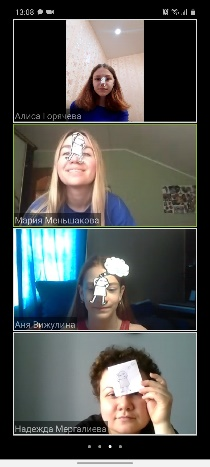 13:08
Алиса Горячева
Мария Меньшакова
Аня Вижулина
Надежда Мергалиева